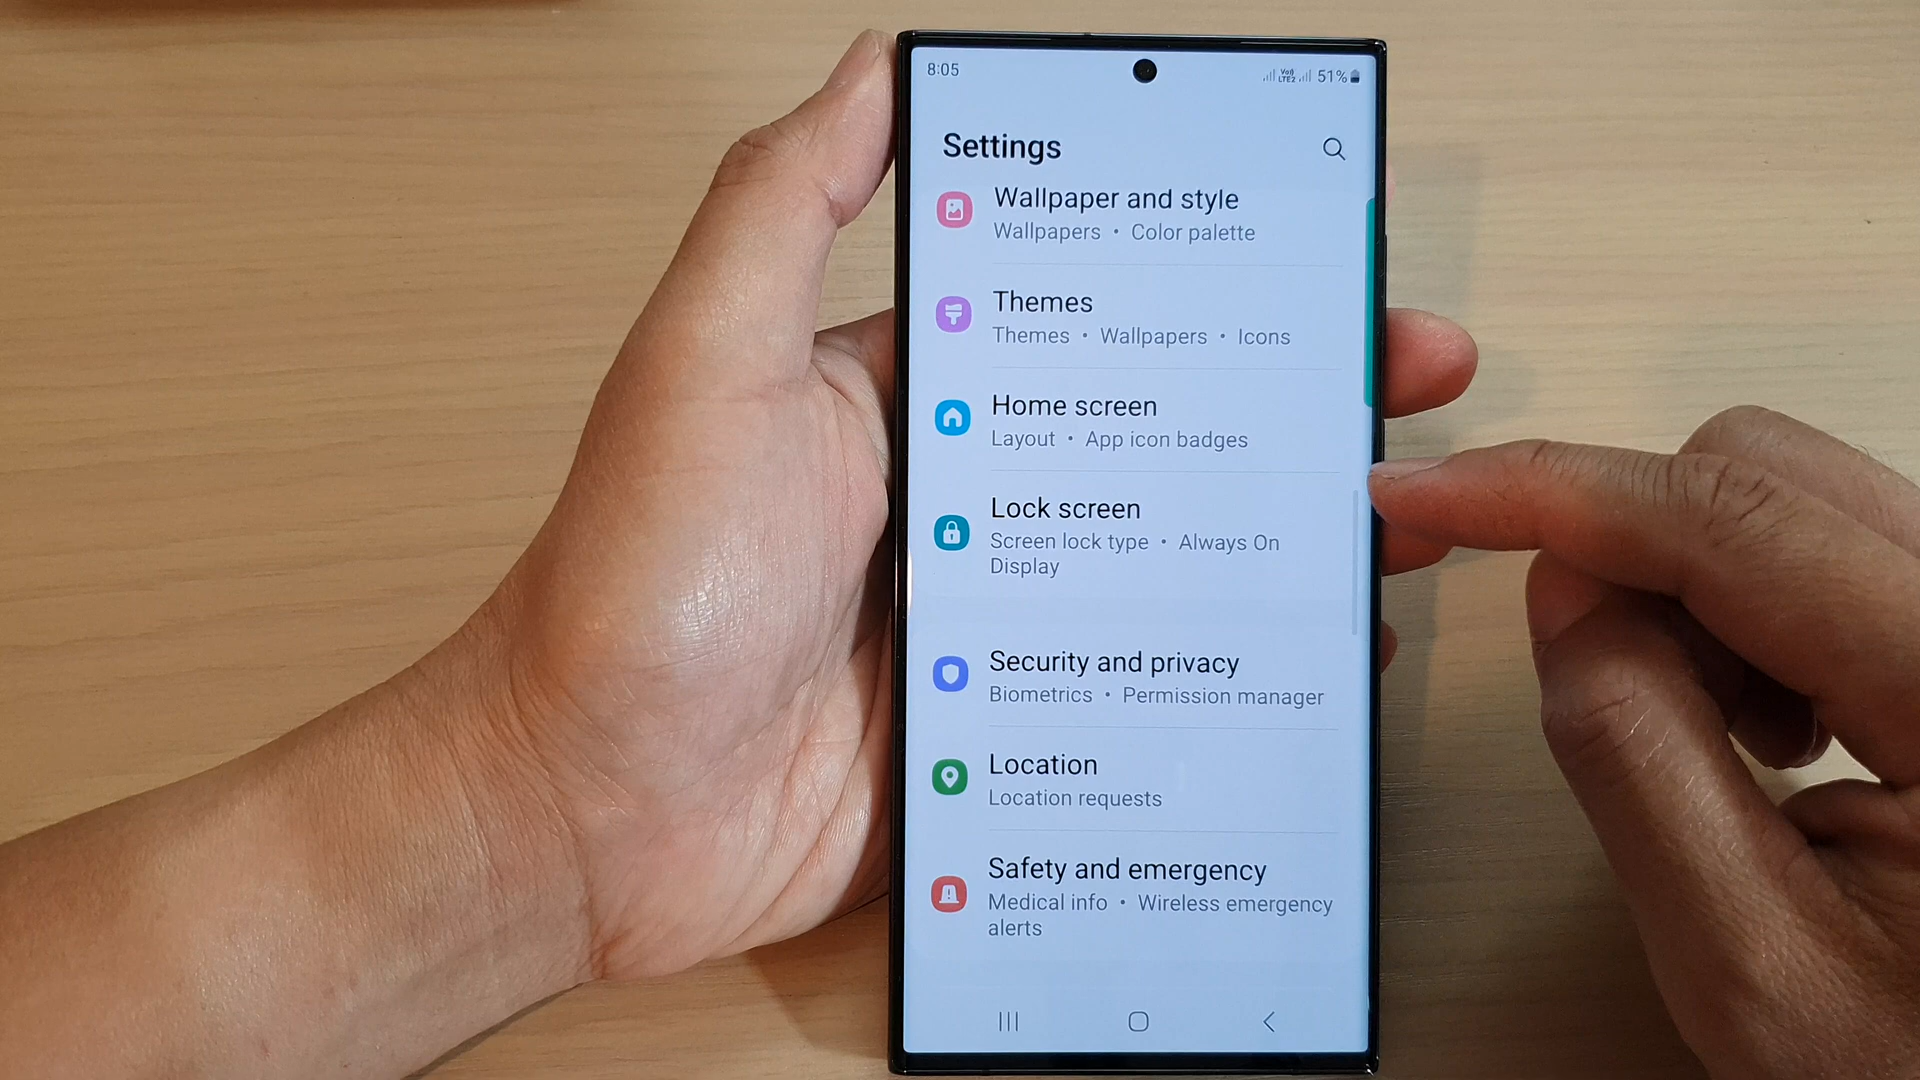 8:05
Vo)) LTE2 51%
Settings
Wallpaper and style
Wallpapers • Color palette
Themes
Themes • Wallpapers • Icons
Home screen
Layout • App icon badges
Lock screen
Screen lock type • Always On
Display
Security and privacy
Biometrics • Permission manager
Location
Location requests
Safety and emergency
Medical info • Wireless emergency
alerts